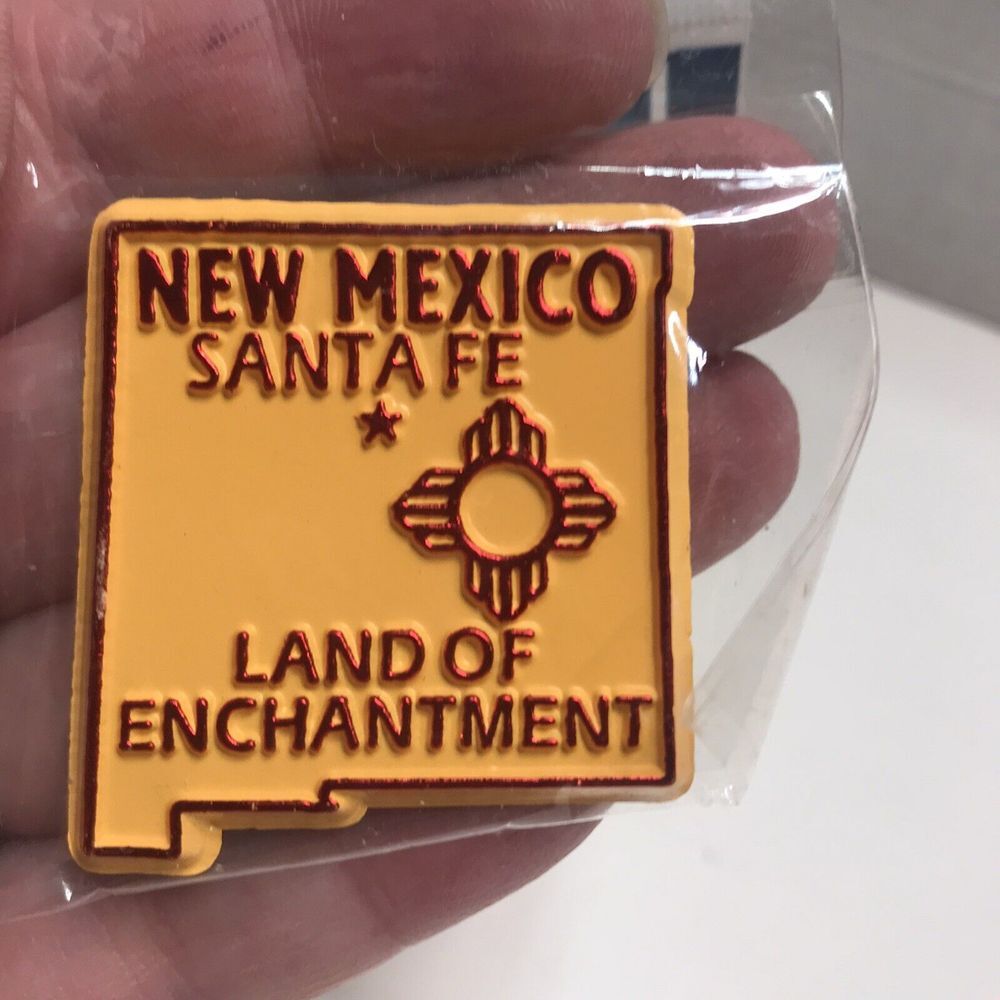 NEW MEXICO
SANTA FE
LAND OF
ENCHANTMENT